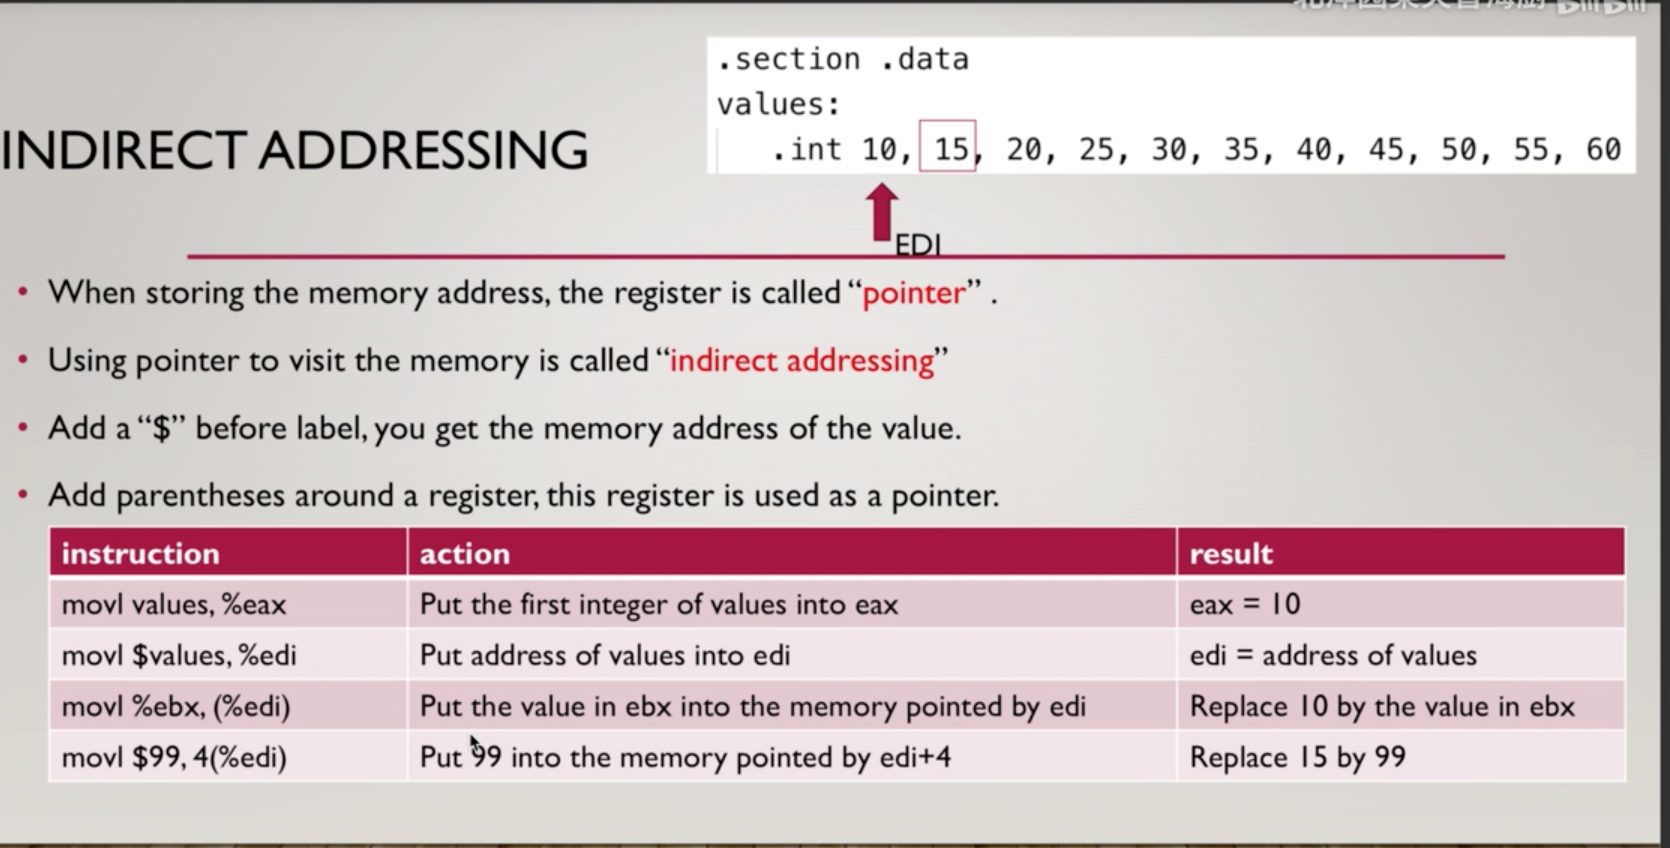 .section .data
values:
.int 10, 15, 20, 25, 30, 35, 40, 45, 50, 55, 60
INDIRECT ADDRESSING
EDI
• When storing the memory address, the register is called “pointer” .
• Using pointer to visit the memory is called “indirect addressing”
• Add a “$” before label, you get the memory address of the value.
• Add parentheses around a register, this register is used as a pointer.
instruction action result
movl values, %eax Put the first integer of values into eax eax = 10
movl $values, %edi Put address of values into edi edi = address of values
movl %ebx, (%edi) Put the value in ebx into the memory pointed by edi Replace 10 by the value in ebx
movl $99, 4(%edi) Put 99 into the memory pointed by edi+4 Replace 15 by 99